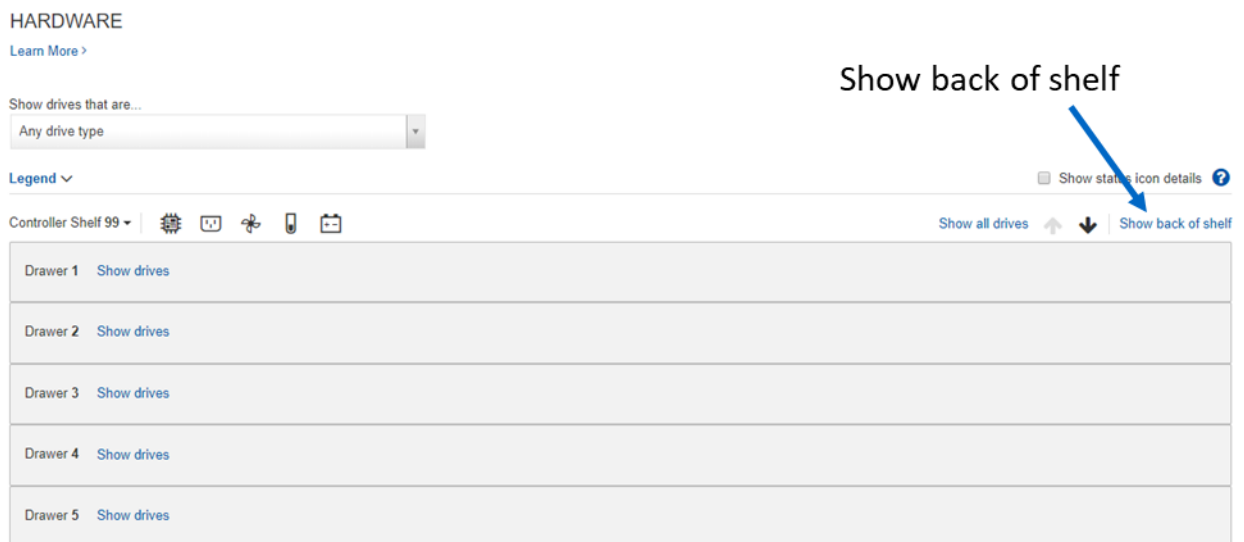 HARDWARE
Learn More >
Show back of shelf
Show drives that are...
Any drive type
Legend
Show status icon details ?
Controller Shelf 99
Show all drives
Show back of shelf
Drawer 1 Show drives
Drawer 2 Show drives
Drawer 3 Show drives
Drawer 4 Show drives
Drawer 5 Show drives